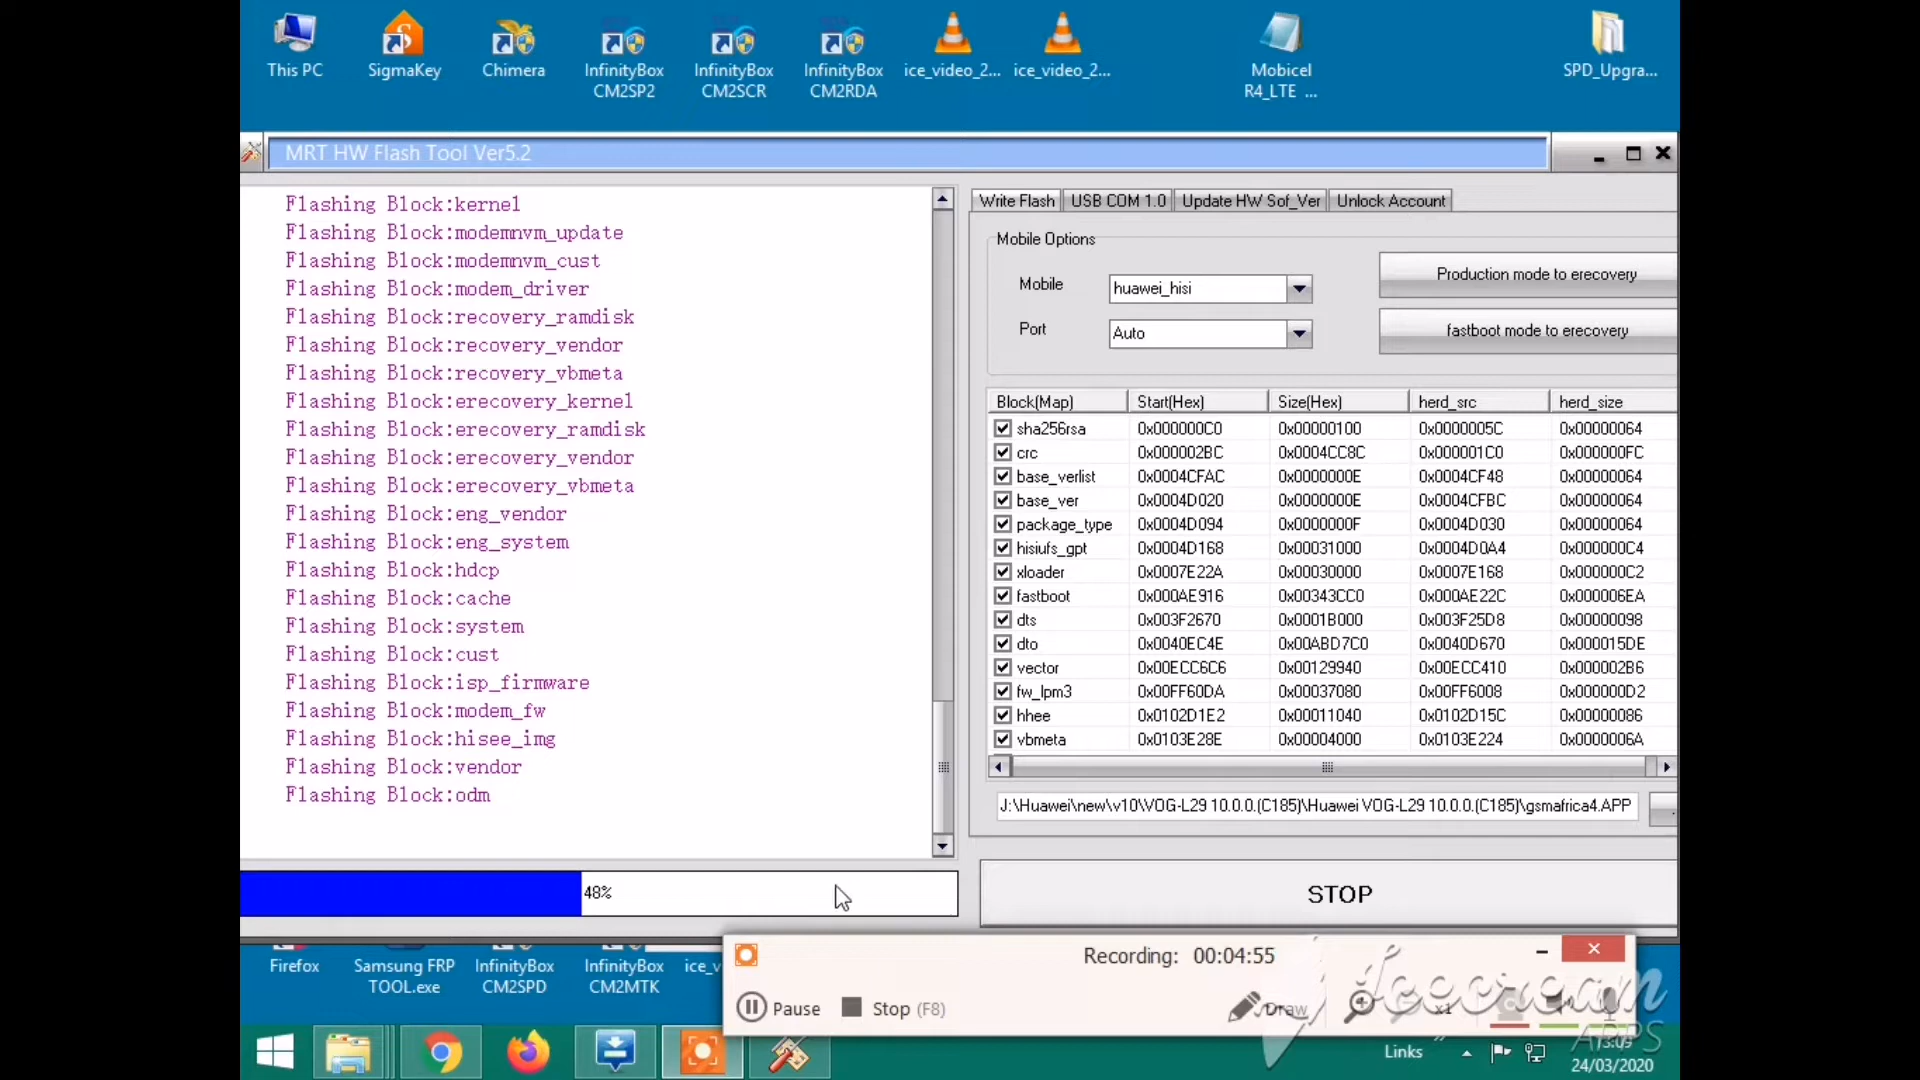 This PC
SigmaKey
Chimera
InfinityBox
CM2SP2
InfinityBox
CM2SCR
InfinityBox
CM2RDA
ice_video_2...
ice_video_2...
Mobicel
R4_LTE ...
SPD_Upgra...
MRT HW Flash Tool Ver5.2
Flashing Block:kernel
Flashing Block:modemnvm_update
Flashing Block:modemnvm_cust
Flashing Block:modem_driver
Flashing Block:recovery_ramdisk
Flashing Block:recovery_vendor
Flashing Block:recovery_vbmeta
Flashing Block:erecovery_kernel
Flashing Block:erecovery_ramdisk
Flashing Block:erecovery_vendor
Flashing Block:erecovery_vbmeta
Flashing Block:eng_vendor
Flashing Block:eng_system
Flashing Block:hdcp
Flashing Block:cache
Flashing Block:system
Flashing Block:cust
Flashing Block:isp_firmware
Flashing Block:modem_fw
Flashing Block:hisee_img
Flashing Block:vendor
Flashing Block:odm
48%
Write Flash USB COM 1.0 Update HW Sof_Ver Unlock Account
Mobile Options
Mobile huawei_hisi
Port Auto
Production mode to erecovery
fastboot mode to erecovery
Block(Map) Start(Hex) Size(Hex) herd_src herd_size
sha256rsa 0x000000C0 0x00000100 0x0000005C 0x00000064
crc 0x000002BC 0x0004CC8C 0x000001C0 0x000000FC
base_verlist 0x0004CFAC 0x0000000E 0x0004CF48 0x00000064
base_ver 0x0004D020 0x0000000E 0x0004CFBC 0x00000064
package_type 0x0004D094 0x0000000F 0x0004D030 0x00000064
hisiufs_gpt 0x0004D168 0x00031000 0x0004D0A4 0x000000C4
xloader 0x0007E22A 0x00030000 0x0007E168 0x000000C2
fastboot 0x000AE916 0x00343CC0 0x000AE22C 0x000006EA
dts 0x003F2670 0x0001B000 0x003F25D8 0x00000098
dto 0x0040EC4E 0x00ABD7C0 0x0040D670 0x000015DE
vector 0x00ECC6C6 0x00129940 0x00ECC410 0x000002B6
fw_lpm3 0x00FF60DA 0x00037080 0x00FF6008 0x000000D2
hhee 0x0102D1E2 0x00011040 0x0102D15C 0x00000086
vbmeta 0x0103E28E 0x00004000 0x0103E224 0x0000006A
J:\Huawei\new\v10\VOG-L29 10.0.0.(C185)\Huawei VOG-L29 10.0.0.(C185)\gsmafrica4.APP
STOP
Firefox
Samsung FRP
TOOL.exe
InfinityBox
CM2SPD
InfinityBox
CM2MTK
ice_v
Recording: 00:04:55
Pause Stop (F8) Draw x1
Icecream
APPS
Links
13:09
24/03/2020